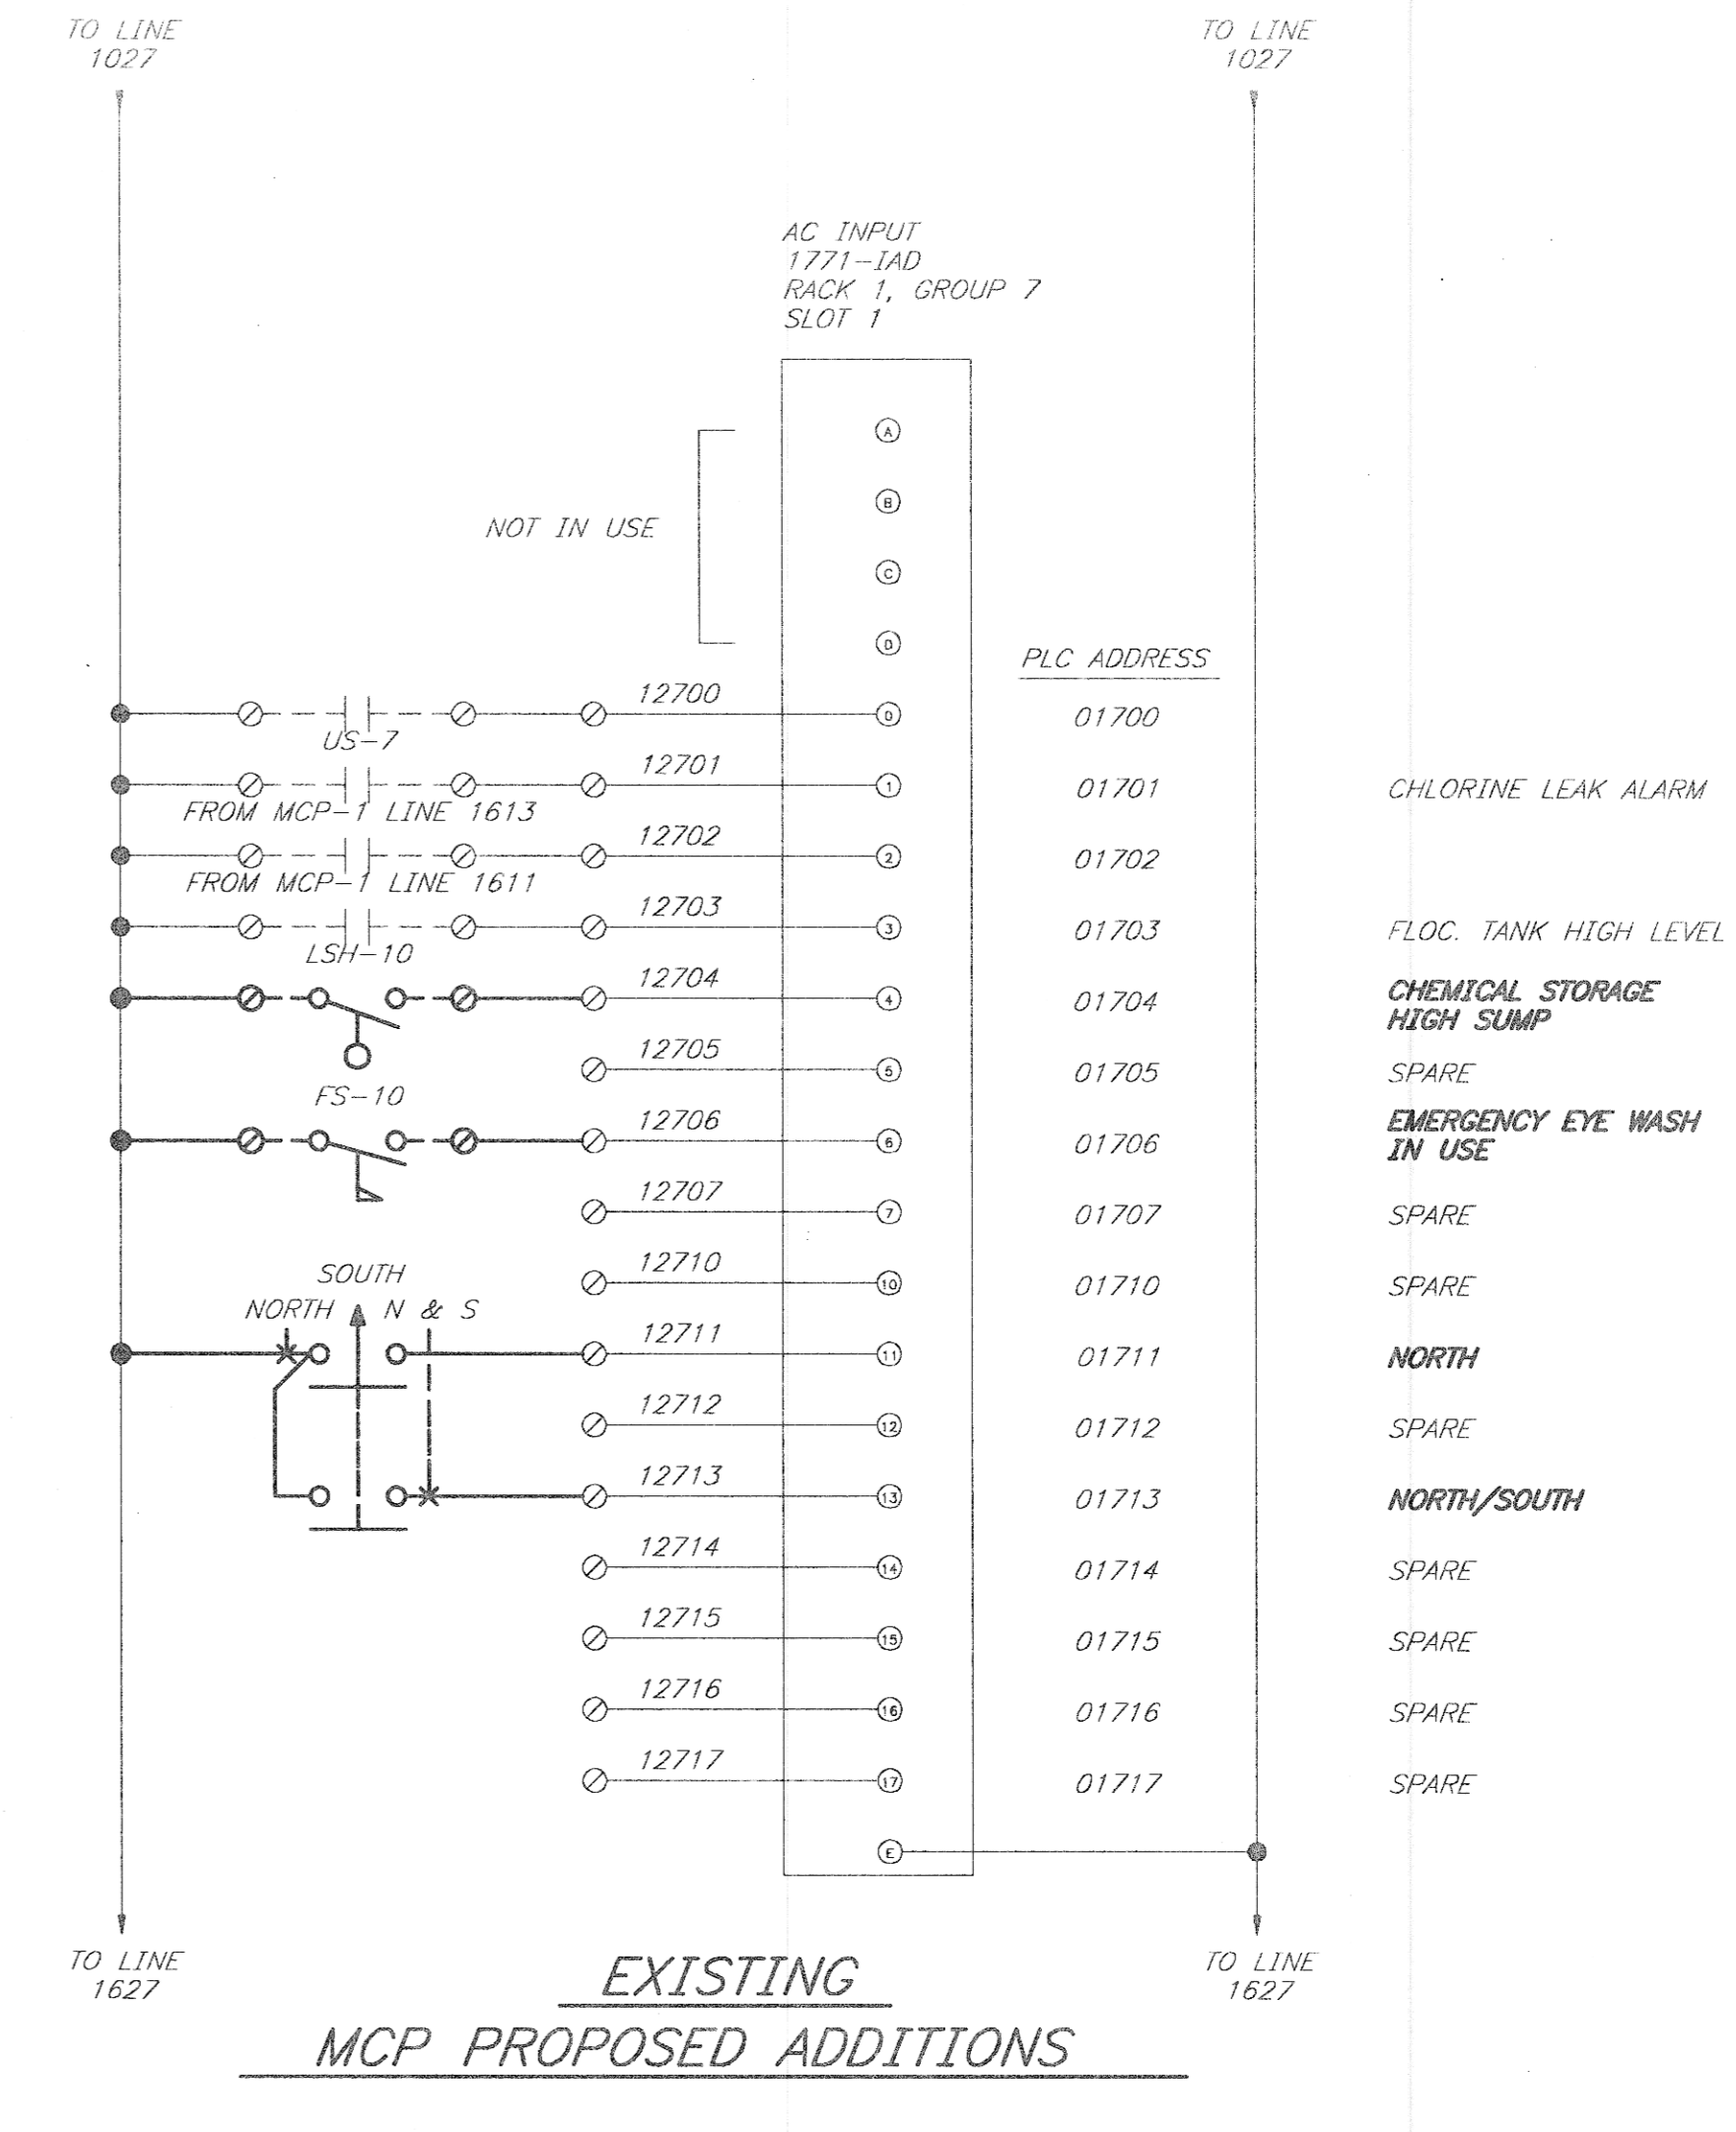 TO LINE
1027
TO LINE
1027
AC INPUT
1771-IAD
RACK 1, GROUP 7
SLOT 1
A
B
NOT IN USE
C
D
PLC ADDRESS
12700
0
01700
US-7
12701
1
01701
CHLORINE LEAK ALARM
FROM MCP-1 LINE 1613
12702
2
01702
FROM MCP-1 LINE 1611
12703
3
01703
FLOC. TANK HIGH LEVEL
LSH-10
12704
4
01704
CHEMICAL STORAGE
HIGH SUMP
12705
5
01705
SPARE
FS-10
12706
6
01706
EMERGENCY EYE WASH
IN USE
12707
7
01707
SPARE
12710
10
01710
SPARE
SOUTH
NORTH
N & S
12711
11
01711
NORTH
12712
12
01712
SPARE
12713
13
01713
NORTH/SOUTH
12714
14
01714
SPARE
12715
15
01715
SPARE
12716
16
01716
SPARE
12717
17
01717
SPARE
E
TO LINE
1627
TO LINE
1627
EXISTING
MCP PROPOSED ADDITIONS